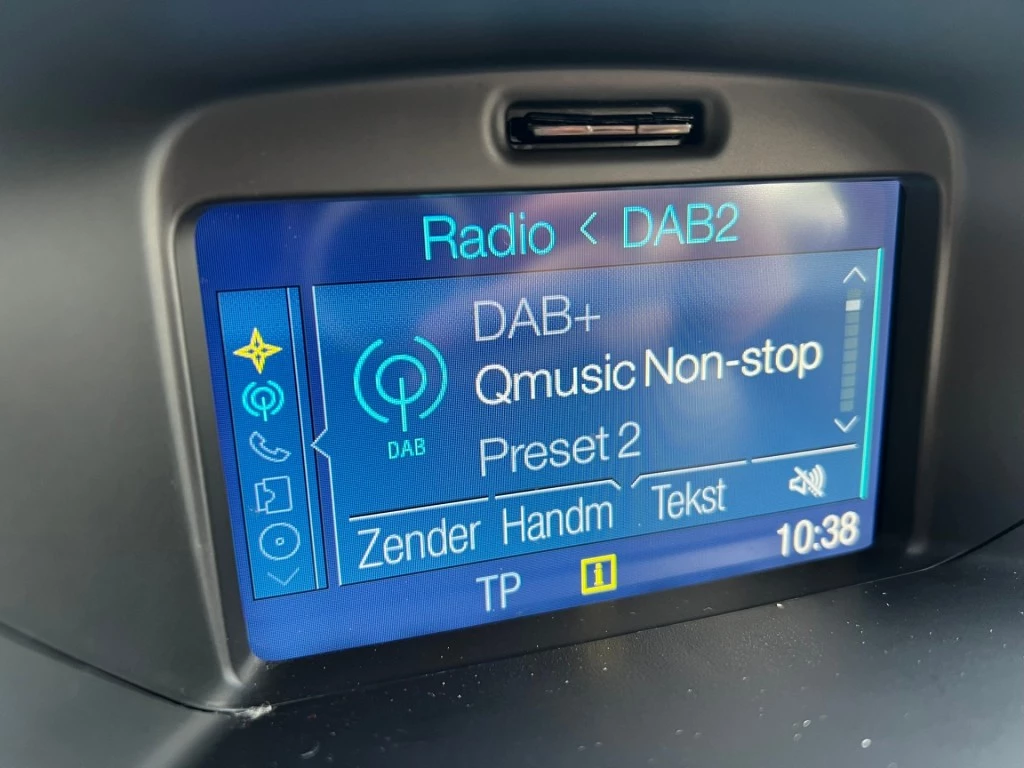 Radio < DAB2
DAB+
Qmusic Non-stop
DAB
Preset 2
Zender Handm Tekst
10:38
TP i